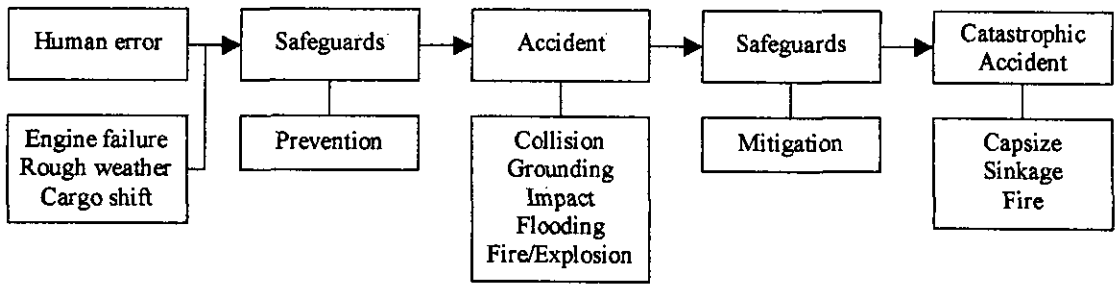 Human error
Safeguards
Accident
Safeguards
Catastrophic
Accident
Engine failure
Rough weather
Cargo shift
Prevention
Collision
Grounding
Impact
Flooding
Fire/Explosion
Mitigation
Capsize
Sinkage
Fire